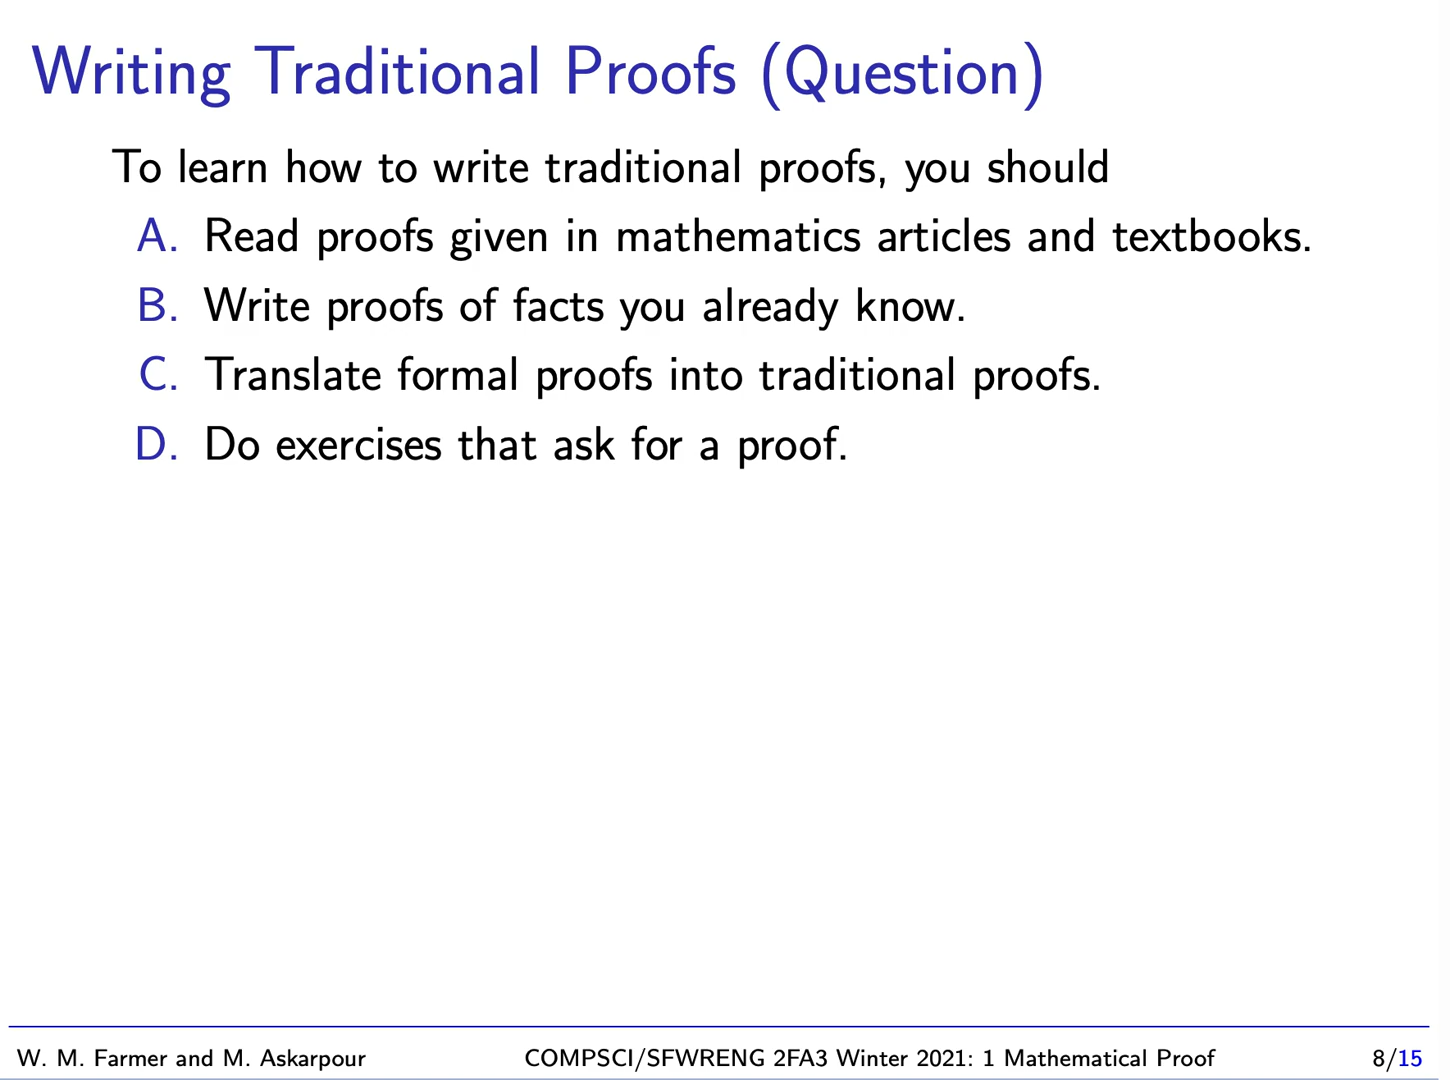 Writing Traditional Proofs (Question)
To learn how to write traditional proofs, you should
A. Read proofs given in mathematics articles and textbooks.
B. Write proofs of facts you already know.
C. Translate formal proofs into traditional proofs.
D. Do exercises that ask for a proof.
W. M. Farmer and M. Askarpour COMPSCI/SFWRENG 2FA3 Winter 2021: 1 Mathematical Proof 8/15